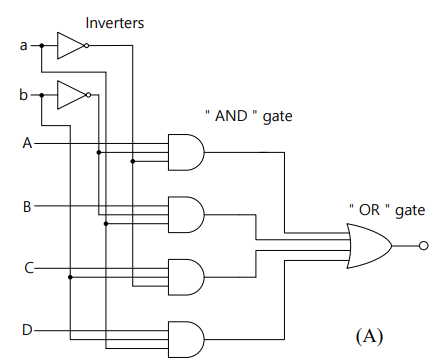 Inverters
a
b
" AND " gate
A
B
" OR " gate
C
D
(A)